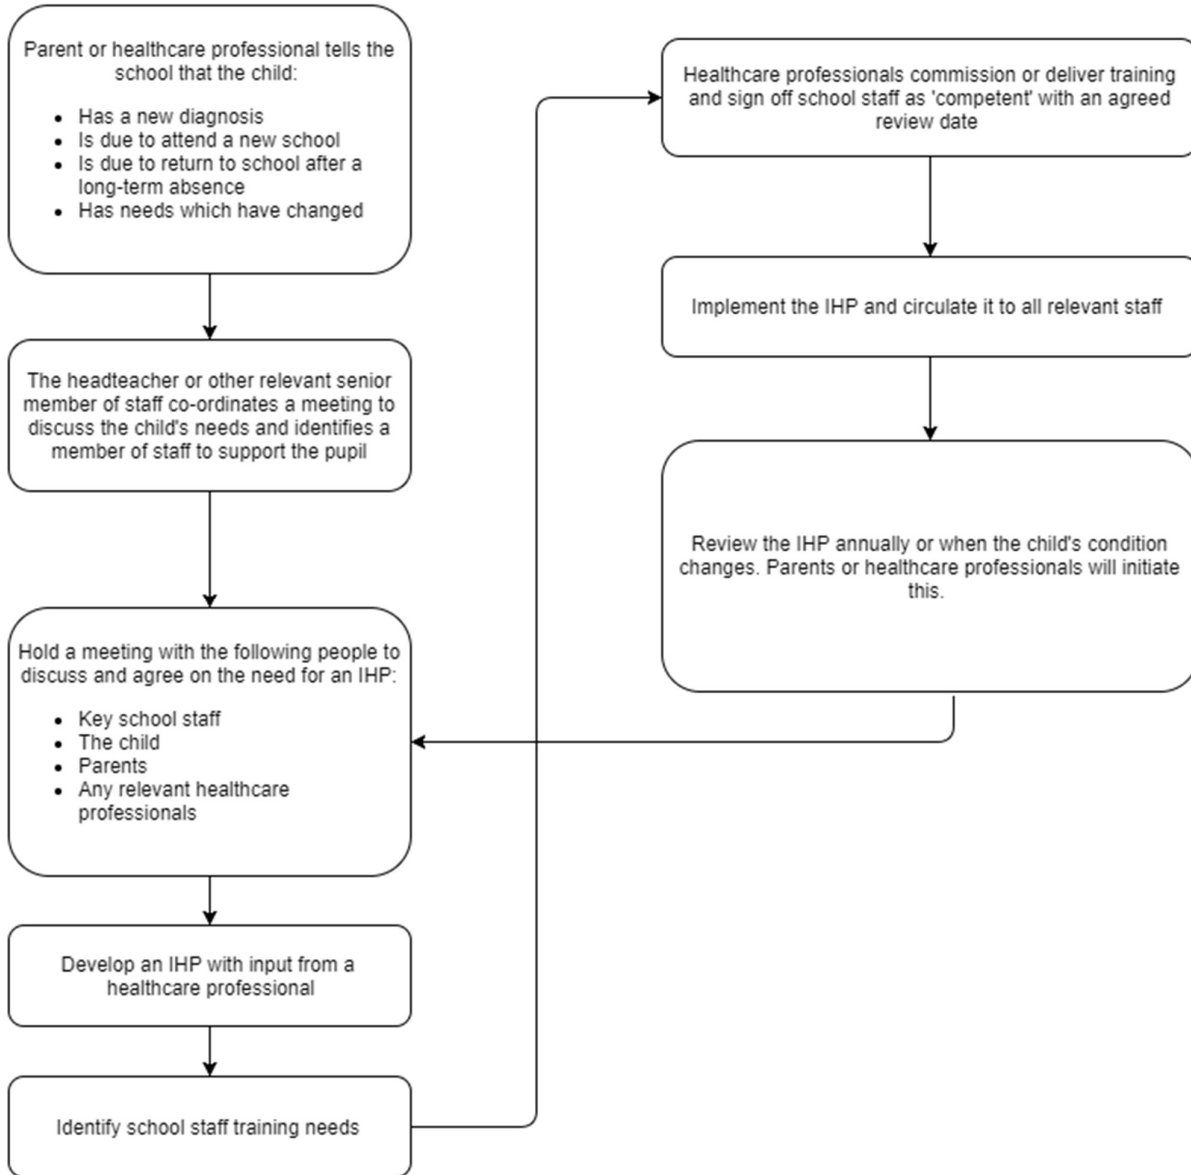 Parent or healthcare professional tells the
school that the child:
• Has a new diagnosis
• Is due to attend a new school
• Is due to return to school after a
long-term absence
• Has needs which have changed
The headteacher or other relevant senior
member of staff co-ordinates a meeting to
discuss the child's needs and identifies a
member of staff to support the pupil
Hold a meeting with the following people to
discuss and agree on the need for an IHP:
• Key school staff
• The child
• Parents
• Any relevant healthcare
professionals
Develop an IHP with input from a
healthcare professional
Identify school staff training needs
Healthcare professionals commission or deliver training
and sign off school staff as 'competent' with an agreed
review date
Implement the IHP and circulate it to all relevant staff
Review the IHP annually or when the child's condition
changes. Parents or healthcare professionals will initiate
this.